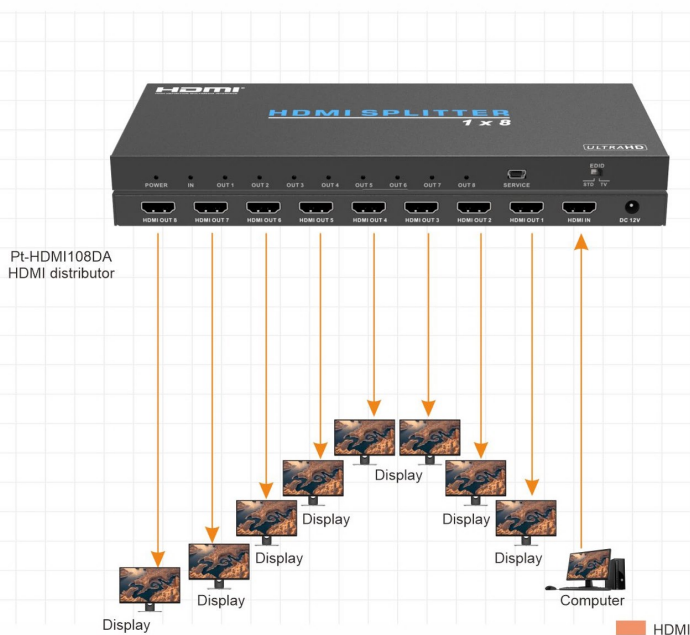 HDMI
HDMI SPLITTER
1 x 8
ULTRAHD
EDID
POWER IN OUT 1 OUT 2 OUT 3 OUT 4 OUT 5 OUT 6 OUT 7 OUT 8 SERVICE STD TV
HDMI OUT 8 HDMI OUT 7 HDMI OUT 6 HDMI OUT 5 HDMI OUT 4 HDMI OUT 3 HDMI OUT 2 HDMI OUT 1 HDMI IN DC 12V
Pt-HDMI108DA
HDMI distributor
Display
Display Display
Display Display
Display Computer
Display
HDMI